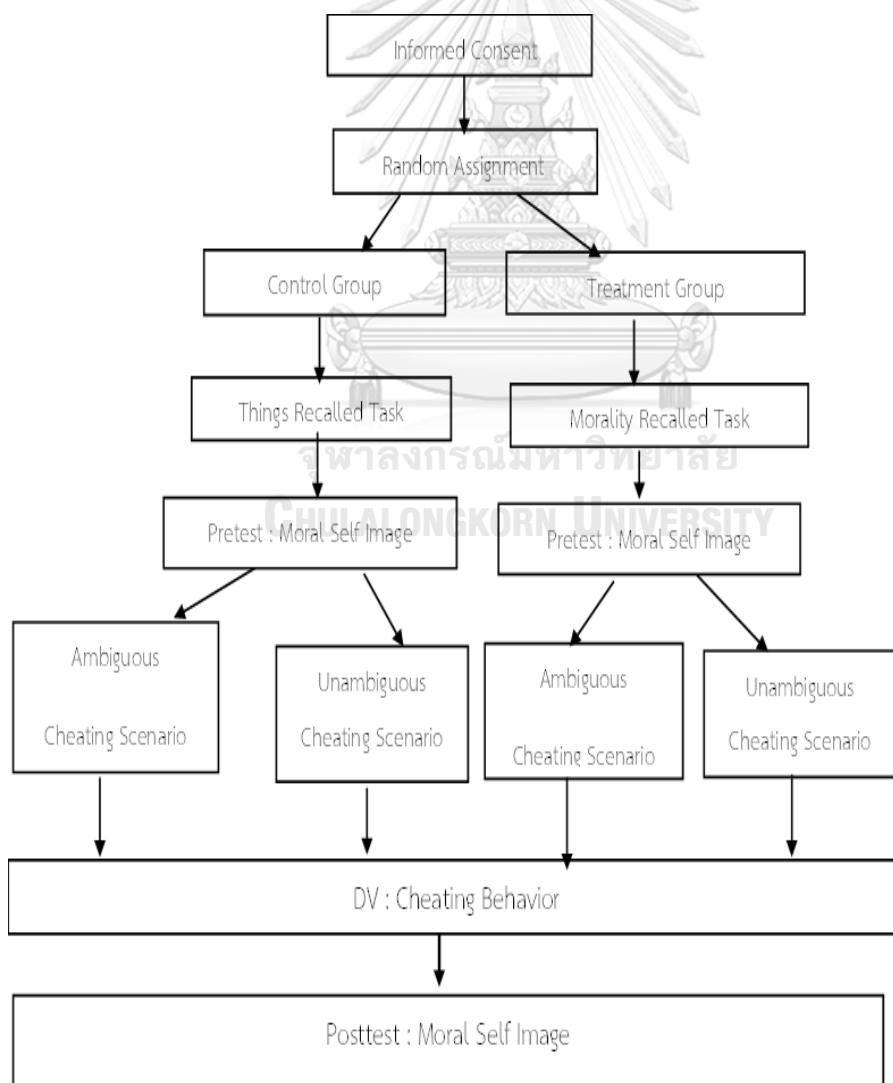 Informed Consent
Random Assignment
Control Group
Treatment Group
Things Recalled Task
Morality Recalled Task
จุฬาลงกรณ์มหาวิทยาลัย
CHULALONGKORN UNIVERSITY
Pretest : Moral Self Image
Pretest : Moral Self Image
Ambiguous
Cheating Scenario
Unambiguous
Cheating Scenario
Ambiguous
Cheating Scenario
Unambiguous
Cheating Scenario
DV : Cheating Behavior
Posttest : Moral Self Image